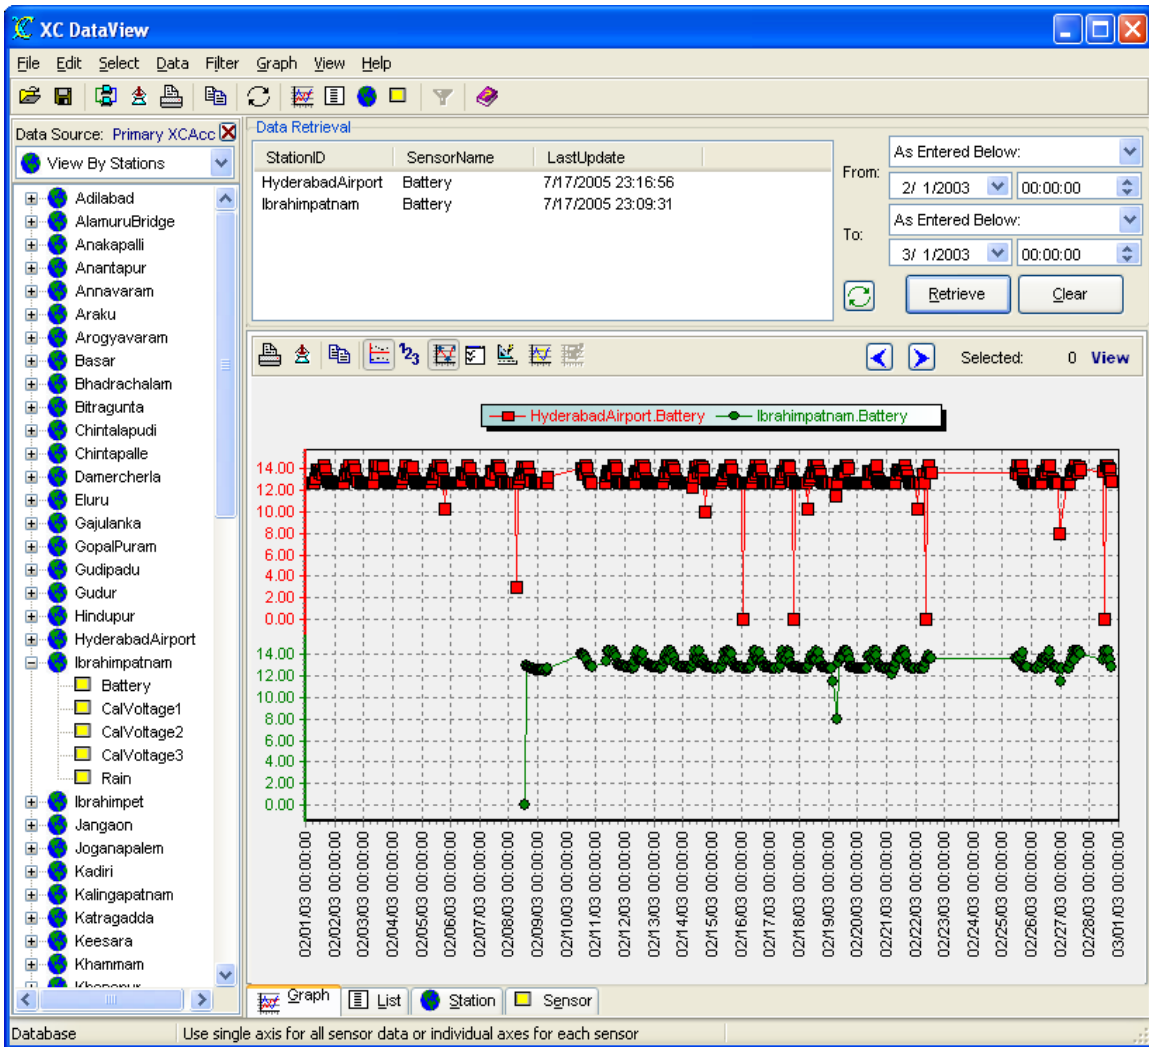 XC DataView
File Edit Select Data Filter Graph View Help
Data Source: Primary XCAcc
View By Stations
Adilabad
AlamuruBridge
Anakapalli
Anantapur
Annavaram
Araku
Arogyavaram
Basar
Bhadrachalam
Bitragunta
Chintalapudi
Chintapalle
Damercherla
Eluru
Gajulanka
GopalPuram
Gudipadu
Gudur
Hindupur
HyderabadAirport
Ibrahimpatnam
Battery
CalVoltage1
CalVoltage2
CalVoltage3
Rain
Ibrahimpet
Jangaon
Joganapalem
Kadiri
Kalingapatnam
Katragadda
Keesara
Khammam
Data Retrieval
StationID SensorName LastUpdate
HyderabadAirport Battery 7/17/2005 23:16:56
Ibrahimpatnam Battery 7/17/2005 23:09:31
From:
As Entered Below:
2/ 1/2003 00:00:00
To:
As Entered Below:
3/ 1/2003 00:00:00
Retrieve Clear
123
Selected: 0 View
HyderabadAirport.Battery Ibrahimpatnam.Battery
14.00
12.00
10.00
8.00
6.00
4.00
2.00
0.00
14.00
12.00
10.00
8.00
6.00
4.00
2.00
0.00
02/01/03 00:00:00
02/02/03 00:00:00
02/03/03 00:00:00
02/04/03 00:00:00
02/05/03 00:00:00
02/06/03 00:00:00
02/07/03 00:00:00
02/08/03 00:00:00
02/09/03 00:00:00
02/10/03 00:00:00
02/11/03 00:00:00
02/12/03 00:00:00
02/13/03 00:00:00
02/14/03 00:00:00
02/15/03 00:00:00
02/16/03 00:00:00
02/17/03 00:00:00
02/18/03 00:00:00
02/19/03 00:00:00
02/20/03 00:00:00
02/21/03 00:00:00
02/22/03 00:00:00
02/23/03 00:00:00
02/24/03 00:00:00
02/25/03 00:00:00
02/26/03 00:00:00
02/27/03 00:00:00
02/28/03 00:00:00
03/01/03 00:00:00
Graph List Station Sensor
Database Use single axis for all sensor data or individual axes for each sensor